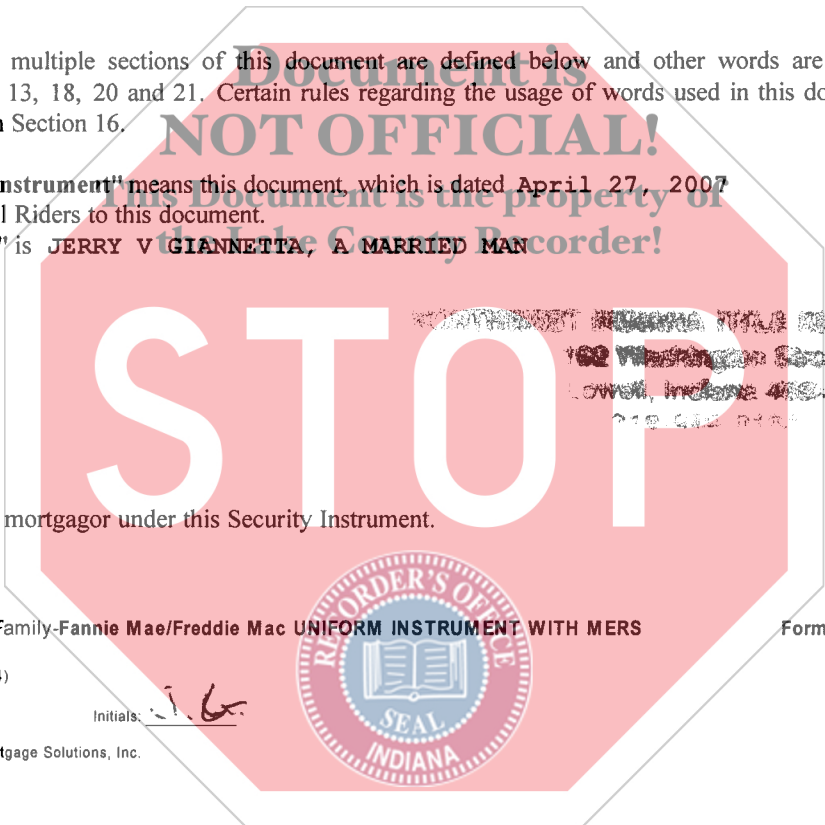 multiple sections of this document are defined below and other words are
Document is
13, 18, 20 and 21. Certain rules regarding the usage of words used in this do
Section 16.
NOT OFFICIAL!
nstrument" means this document, which is dated April 27, 2007
This Document is the property of
l Riders to this document.
" is JERRY V GIANNETTA, A MARRIED MAN
the Lake County Recorder!
STOP
Washington
Lowell, Indiana
mortgagor under this Security Instrument.
RECORDER'S OFFICE
Family-Fannie Mae/Freddie Mac UNIFORM INSTRUMENT WITH MERS Form
)
Initials: J. G.
SEAL
tgage Solutions, Inc.
INDIANA